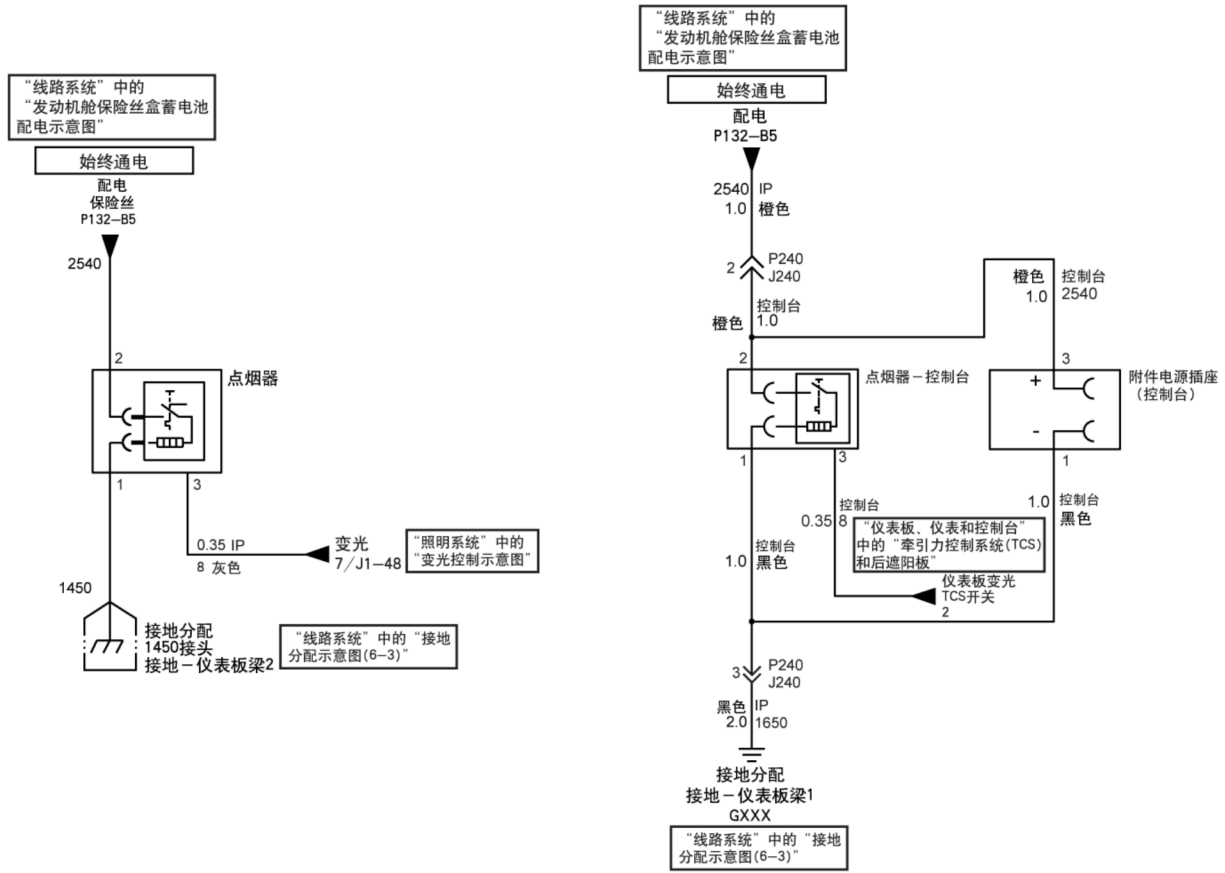 “线路系统”中的
“发动机舱保险丝盒蓄电池
配电示意图”
始终通电
配电
保险丝
P132-B5
2540
2
点烟器
1
3
0.35 IP
8 灰色
变光
7/J1-48
“照明系统”中的
“变光控制示意图”
1450
接地分配
1450接头
接地-仪表板梁2
“线路系统”中的“接地
分配示意图(6-3)”
“线路系统”中的
“发动机舱保险丝盒蓄电池
配电示意图”
始终通电
配电
P132-B5
2540 IP
1.0 橙色
2
P240
J240
控制台
橙色 1.0
橙色 控制台
1.0 2540
2
点烟器-控制台
3
+
-
附件电源插座
(控制台)
1
3
1
控制台
0.35 8
1.0 控制台
黑色
“仪表板、仪表和控制台”
中的“牵引力控制系统(TCS)
和后遮阳板”
控制台
1.0 黑色
仪表板变光
TCS开关
2
3
P240
J240
黑色 IP
2.0 1650
接地分配
接地-仪表板梁1
GXXX
“线路系统”中的“接地
分配示意图(6-3)”